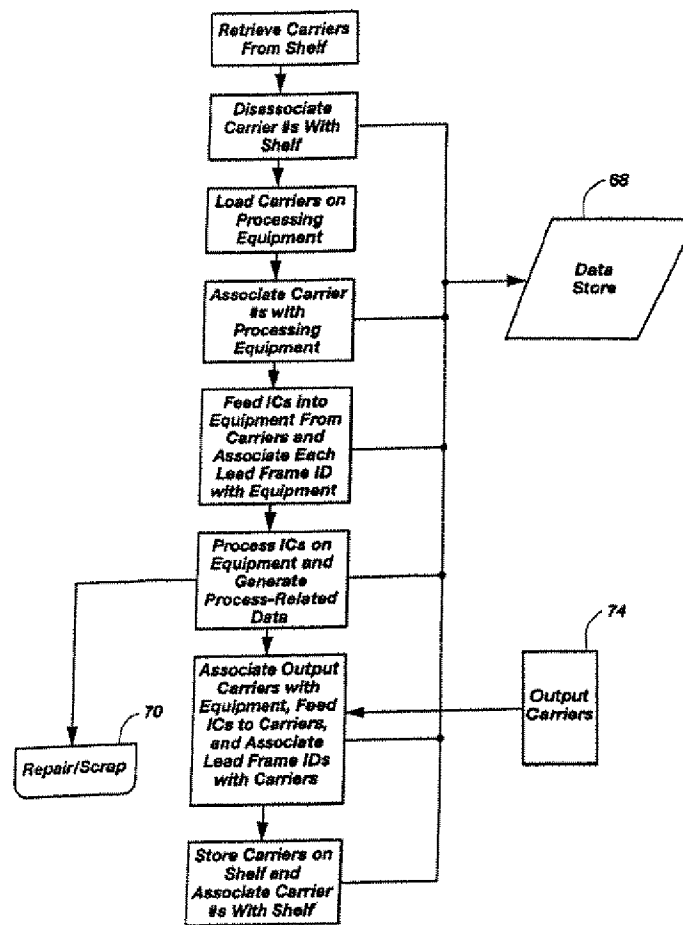 Retrieve Carriers
From Shelf
Disassociate
Carrier #s With
Shelf
68
Load Carriers on
Processing
Equipment
Data
Store
Associate Carrier
#s with
Processing
Equipment
Feed ICs into
Equipment From
Carriers and
Associate Each
Lead Frame ID
with Equipment
Process ICs on
Equipment and
Generate
Process-Related
Data
74
Associate Output
Carriers with
Equipment, Feed
ICs to Carriers,
and Associate
Lead Frame IDs
with Carriers
Output
Carriers
70
Repair/Scrap
Store Carriers on
Shelf and
Associate Carrier
#s With Shelf